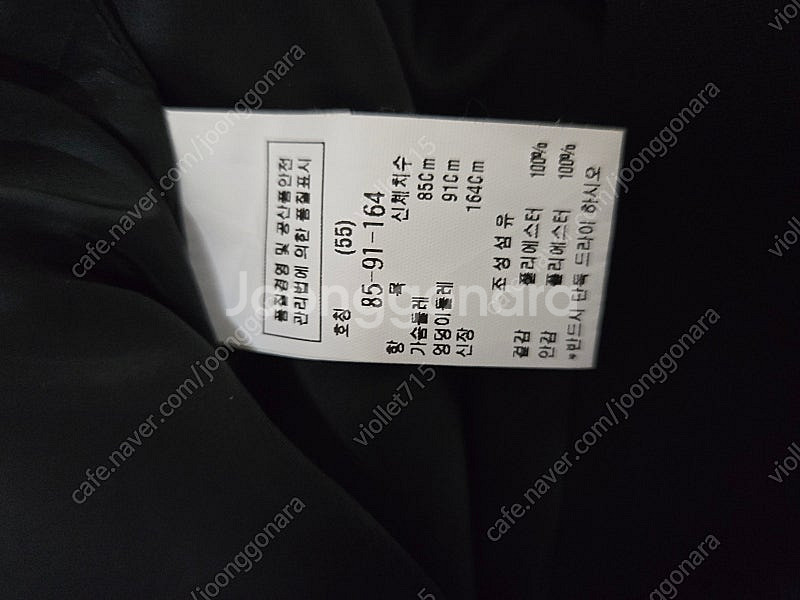 품질경영 및 공산품안전
관리법에 의한 품질표시
호칭 (55)
85-91-164
항 목 신체치수
가슴둘레 85Cm
엉덩이둘레 91Cm
신장 164Cm
조성섬유
겉감 폴리에스터 100%
안감 폴리에스터 100%
*반드시 단독 드라이 하시오
Joonggonara
viollet715
cafe.naver.com/joonggonara